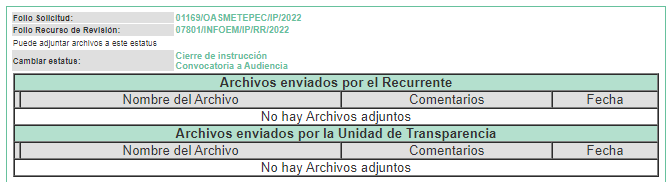 Folio Solicitud: 01169/OASMETEPEC/IP/2022
Folio Recurso de Revisión: 07801/INFOEM/IP/RR/2022
Puede adjuntar archivos a este estatus
Cambiar estatus: Cierre de instrucción
Convocatoria a Audiencia
Archivos enviados por el Recurrente
Nombre del Archivo Comentarios Fecha
No hay Archivos adjuntos
Archivos enviados por la Unidad de Transparencia
Nombre del Archivo Comentarios Fecha
No hay Archivos adjuntos